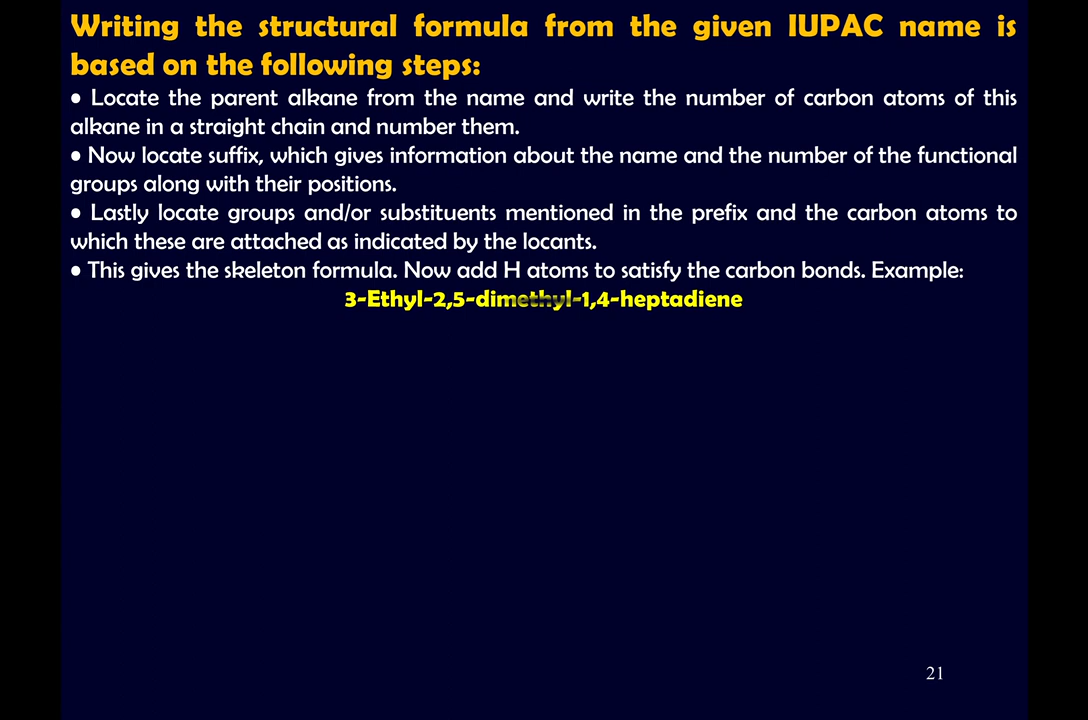 Writing the structural formula from the given IUPAC name is
based on the following steps:
• Locate the parent alkane from the name and write the number of carbon atoms of this
alkane in a straight chain and number them.
• Now locate suffix, which gives information about the name and the number of the functional
groups along with their positions.
• Lastly locate groups and/or substituents mentioned in the prefix and the carbon atoms to
which these are attached as indicated by the locants.
• This gives the skeleton formula. Now add H atoms to satisfy the carbon bonds. Example:
3-Ethyl-2,5-dimethyl-1,4-heptadiene
21